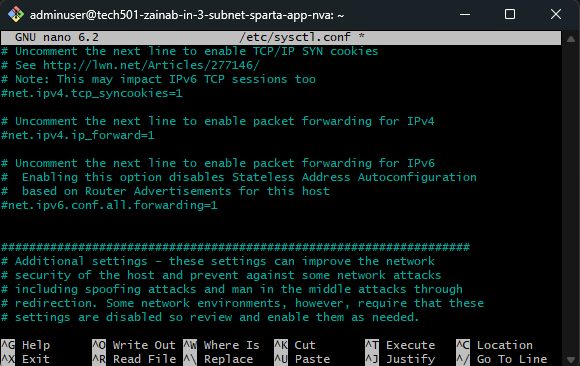 adminuser@tech501-zainab-in-3-subnet-sparta-app-nva: ~
GNU nano 6.2 /etc/sysctl.conf *
# Uncomment the next line to enable TCP/IP SYN cookies
# See http://lwn.net/Articles/277146/
# Note: This may impact IPv6 TCP sessions too
#net.ipv4.tcp_syncookies=1

# Uncomment the next line to enable packet forwarding for IPv4
#net.ipv4.ip_forward=1

# Uncomment the next line to enable packet forwarding for IPv6
#  Enabling this option disables Stateless Address Autoconfiguration
#  based on Router Advertisements for this host
#net.ipv6.conf.all.forwarding=1


###################################################################
# Additional settings - these settings can improve the network
# security of the host and prevent against some network attacks
# including spoofing attacks and man in the middle attacks through
# redirection. Some network environments, however, require that these
# settings are disabled so review and enable them as needed.
^G Help ^O Write Out ^W Where Is ^K Cut ^T Execute ^C Location
^X Exit ^R Read File ^\ Replace ^U Paste ^J Justify ^/ Go To Line